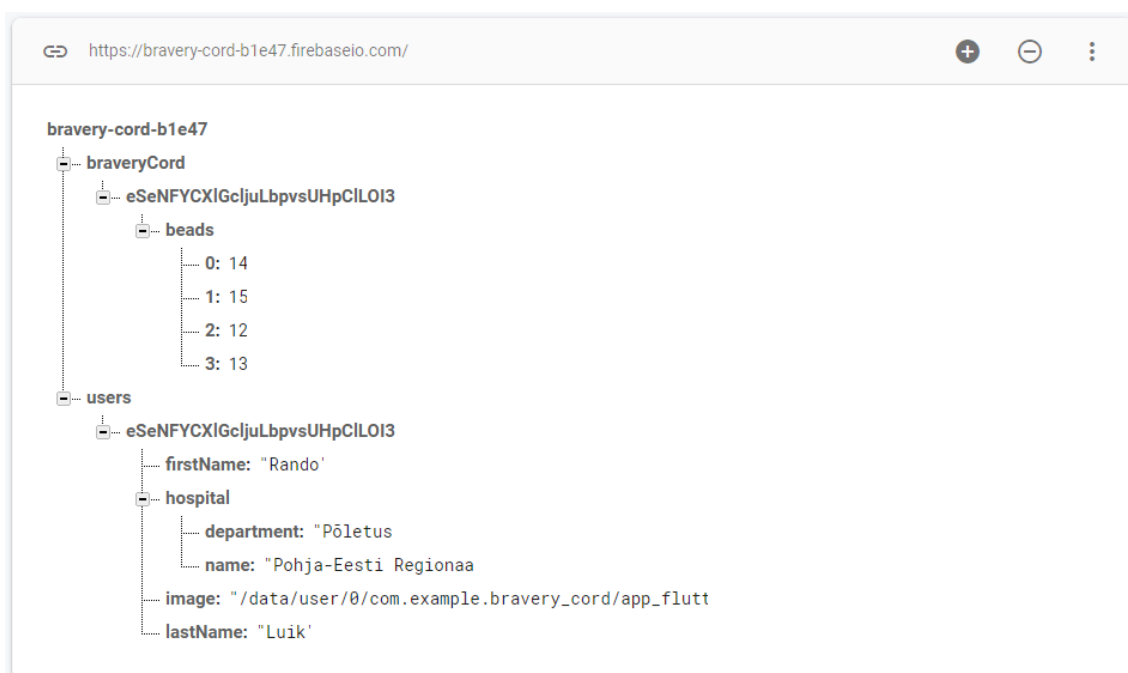 https://bravery-cord-b1e47.firebaseio.com/
bravery-cord-b1e47
braveryCord
eSeNFYCXlGcljuLbpvsUHpClLOI3
beads
0: 14
1: 15
2: 12
3: 13
users
eSeNFYCXlGcljuLbpvsUHpClLOI3
firstName: "Rando'
hospital
department: "Põletus
name: "Pohja-Eesti Regionaa
image: "/data/user/0/com.example.bravery_cord/app_flutt
lastName: "Luik'